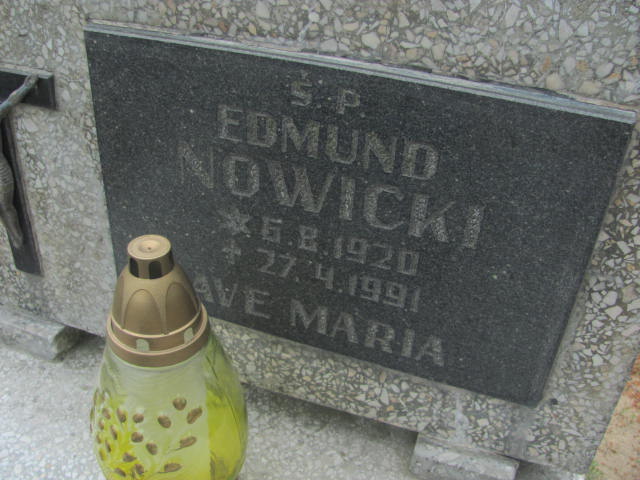 Ś.P.
EDMUND
NOWICKI
* 6.8.1920
+ 27.4.1991
AVE MARIA